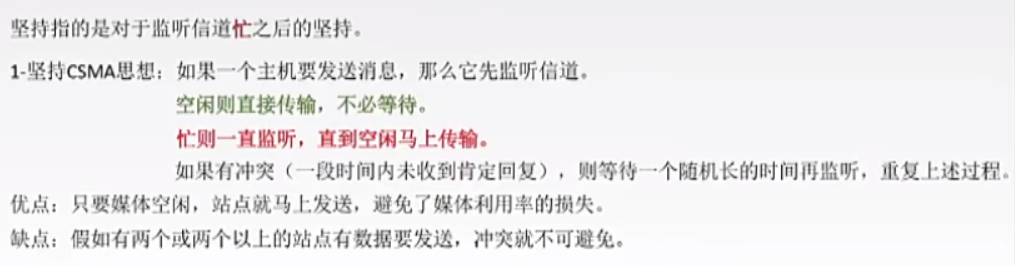 坚持指的是对于监听信道忙之后的坚持。
1-坚持CSMA思想：如果一个主机要发送消息，那么它先监听信道。
空闲则直接传输，不必等待。
忙则一直监听，直到空闲马上传输。
如果有冲突（一段时间内未收到肯定回复），则等待一个随机长的时间再监听，重复上述过程。
优点：只要媒体空闲，站点就马上发送，避免了媒体利用率的损失。
缺点：假如有两个或两个以上的站点有数据要发送，冲突就不可避免。